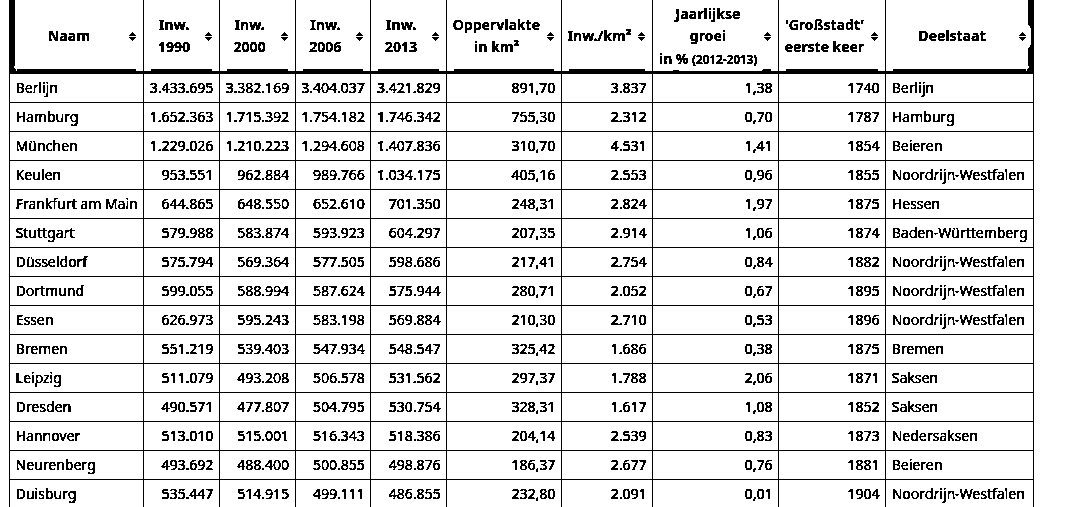 Naam Inw. 1990 Inw. 2000 Inw. 2006 Inw. 2013 Oppervlakte in km² Inw./km² Jaarlijkse groei in % (2012-2013) 'Großstadt' eerste keer Deelstaat
Berlijn 3.433.695 3.382.169 3.404.037 3.421.829 891,70 3.837 1,38 1740 Berlijn
Hamburg 1.652.363 1.715.392 1.754.182 1.746.342 755,30 2.312 0,70 1787 Hamburg
München 1.229.026 1.210.223 1.294.608 1.407.836 310,70 4.531 1,41 1854 Beieren
Keulen 953.551 962.884 989.766 1.034.175 405,16 2.553 0,96 1855 Noordrijn-Westfalen
Frankfurt am Main 644.865 648.550 652.610 701.350 248,31 2.824 1,97 1875 Hessen
Stuttgart 579.988 583.874 593.923 604.297 207,35 2.914 1,06 1874 Baden-Württemberg
Düsseldorf 575.794 569.364 577.505 598.686 217,41 2.754 0,84 1882 Noordrijn-Westfalen
Dortmund 599.055 588.994 587.624 575.944 280,71 2.052 0,67 1895 Noordrijn-Westfalen
Essen 626.973 595.243 583.198 569.884 210,30 2.710 0,53 1896 Noordrijn-Westfalen
Bremen 551.219 539.403 547.934 548.547 325,42 1.686 0,38 1875 Bremen
Leipzig 511.079 493.208 506.578 531.562 297,37 1.788 2,06 1871 Saksen
Dresden 490.571 477.807 504.795 530.754 328,31 1.617 1,08 1852 Saksen
Hannover 513.010 515.001 516.343 518.386 204,14 2.539 0,83 1873 Nedersaksen
Neurenberg 493.692 488.400 500.855 498.876 186,37 2.677 0,76 1881 Beieren
Duisburg 535.447 514.915 499.111 486.855 232,80 2.091 0,01 1904 Noordrijn-Westfalen